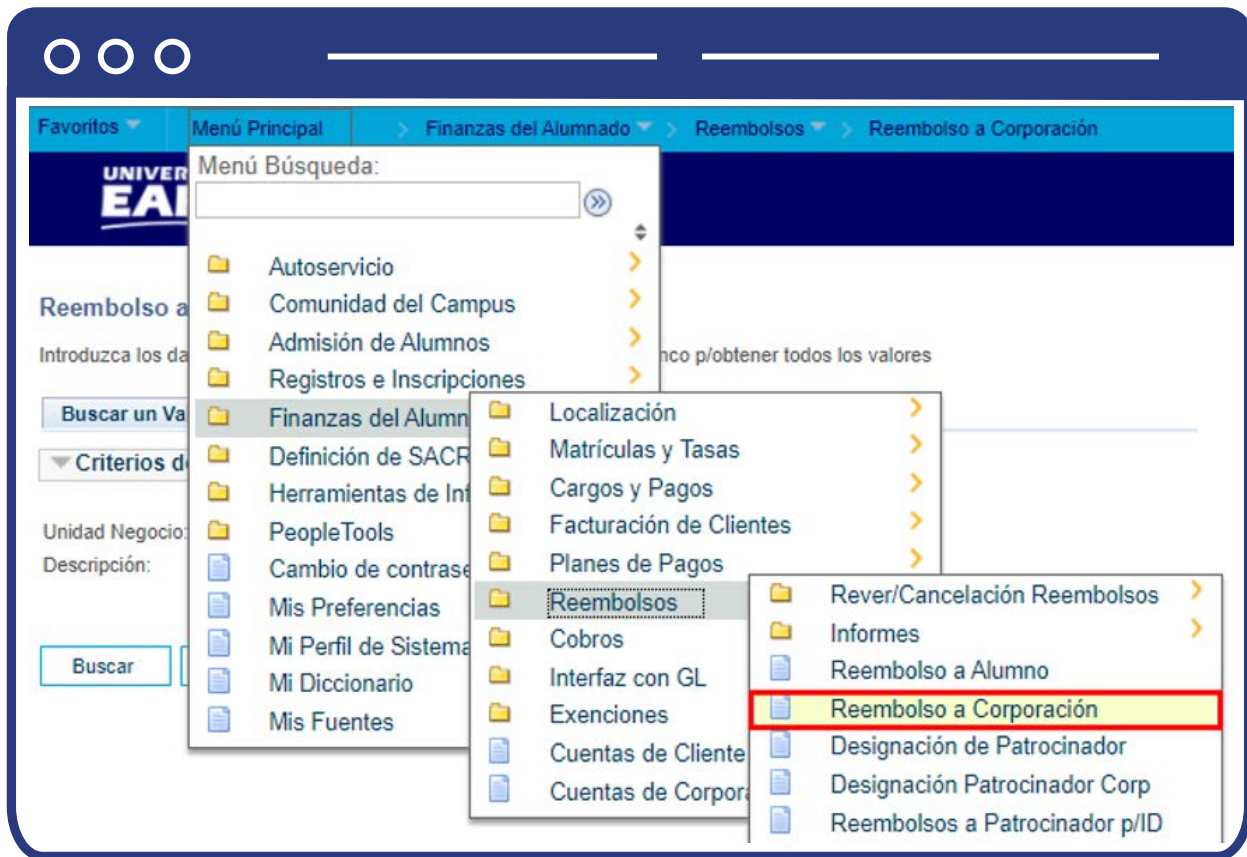 Favoritos Menú Principal Finanzas del Alumnado Reembolsos Reembolso a Corporación
Menú Búsqueda:
Autoservicio
Comunidad del Campus
Admisión de Alumnos
Registros e Inscripciones
Finanzas del Alumn
Definición de SACR
Herramientas de Inf
PeopleTools
Cambio de contrase
Mis Preferencias
Mi Perfil de Sistema
Mi Diccionario
Mis Fuentes
Localización
Matrículas y Tasas
Cargos y Pagos
Facturación de Clientes
Planes de Pagos
Reembolsos
Cobros
Interfaz con GL
Exenciones
Cuentas de Cliente
Cuentas de Corpora
Rever/Cancelación Reembolsos
Informes
Reembolso a Alumno
Reembolso a Corporación
Designación de Patrocinador
Designación Patrocinador Corp
Reembolsos a Patrocinador p/ID
UNIVER
EA
Reembolso a
Introduzca los da nco p/obtener todos los valores
Buscar un Va
Criterios d
Unidad Negocio:
Descripción:
Buscar